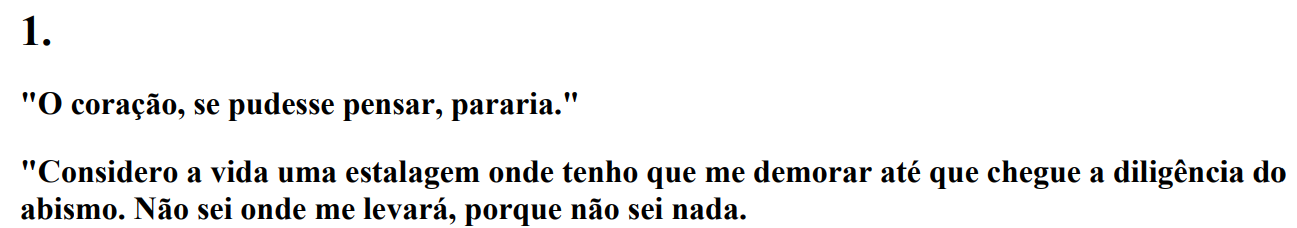 1.
"O coração, se pudesse pensar, pararia."
"Considero a vida uma estalagem onde tenho que me demorar até que chegue a diligência do
abismo. Não sei onde me levará, porque não sei nada.